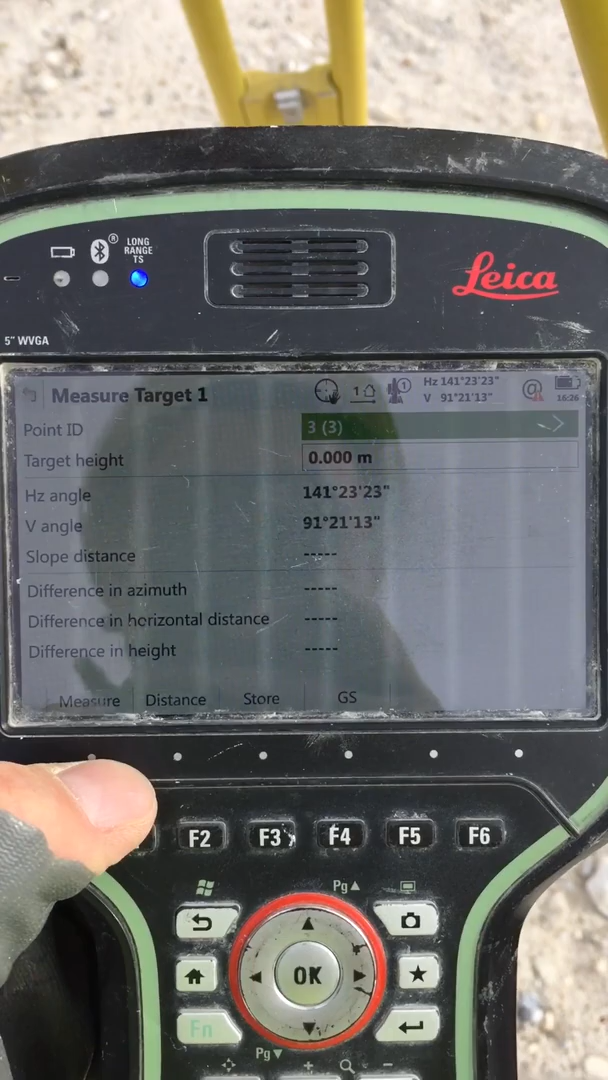 LONG
RANGE
TS
®
Leica
5" WVGA
Measure Target 1
1
1
Hz 141°23'23"
V 91°21'13"
@
16:26
Point ID
3 (3)
Target height
0.000 m
Hz angle
141°23'23"
V angle
91°21'13"
Slope distance
-----
Difference in azimuth
-----
Difference in horizontal distance
-----
Difference in height
-----
Measure Distance Store GS
F2 F3 F4 F5 F6
Pg▲
OK
Fn
Pg▼